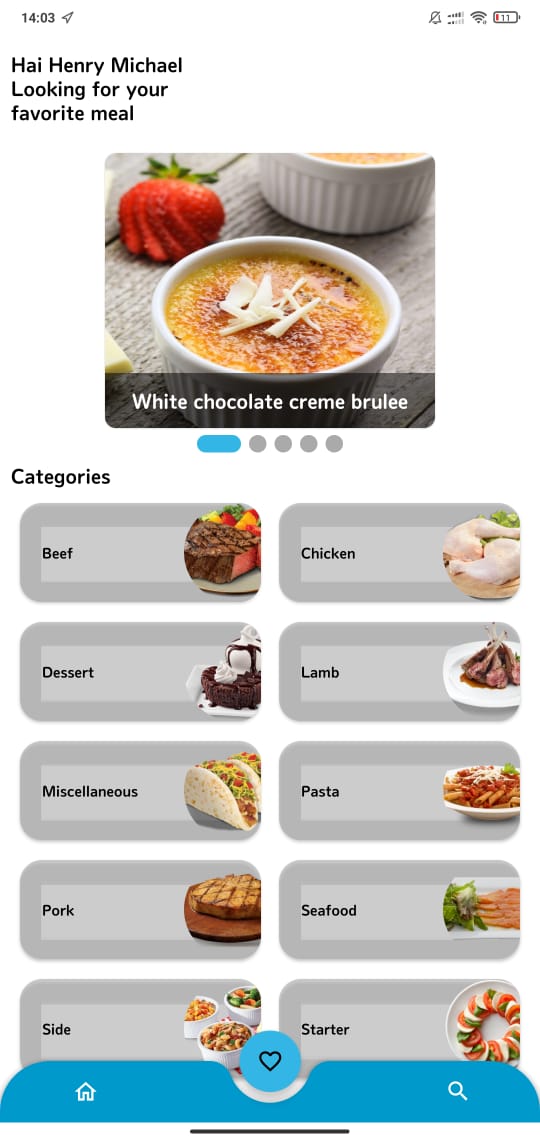 14:03
11
Hai Henry Michael
Looking for your
favorite meal
White chocolate creme brulee
Categories
Beef
Chicken
Dessert
Lamb
Miscellaneous
Pasta
Pork
Seafood
Side
Starter